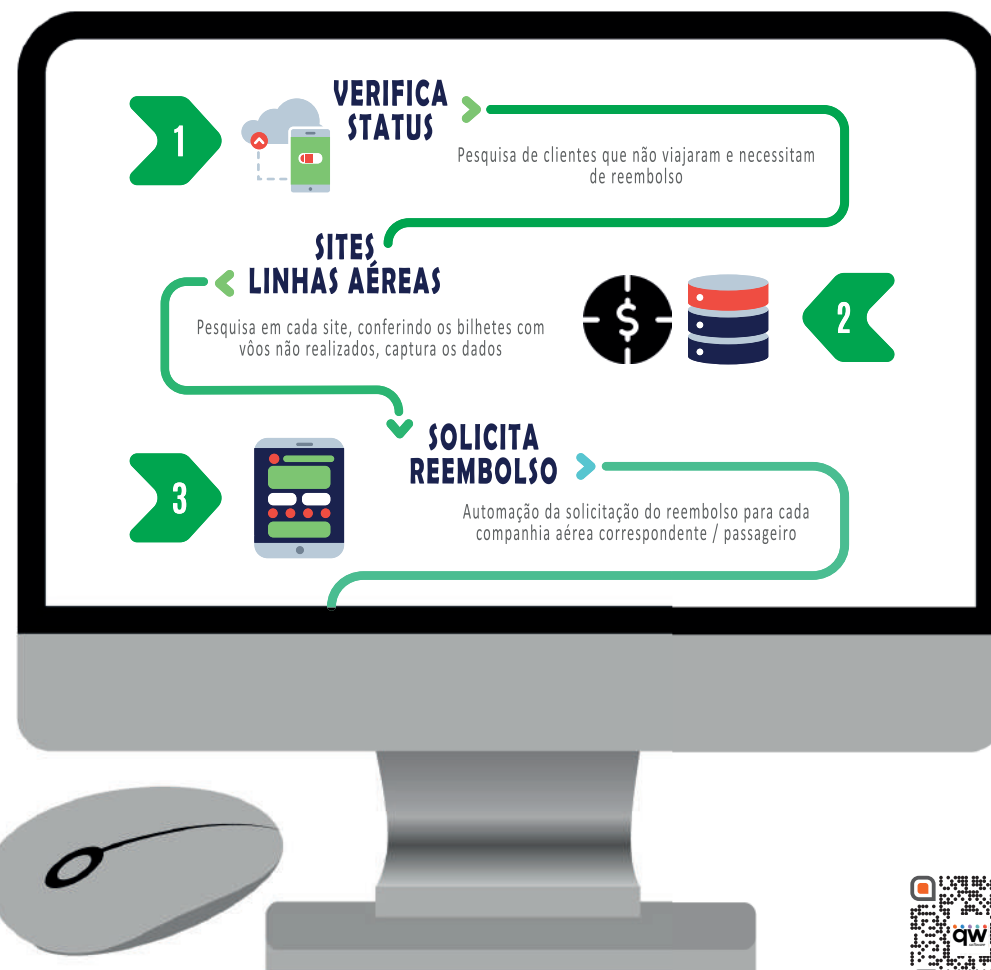 1
VERIFICA
STATUS
Pesquisa de clientes que não viajaram e necessitam
de reembolso
SITES
LINHAS AÉREAS
Pesquisa em cada site, conferindo os bilhetes com
vôos não realizados, captura os dados
$
2
3
SOLICITA
REEMBOLSO
Automação da solicitação do reembolso para cada
companhia aérea correspondente / passageiro
qw